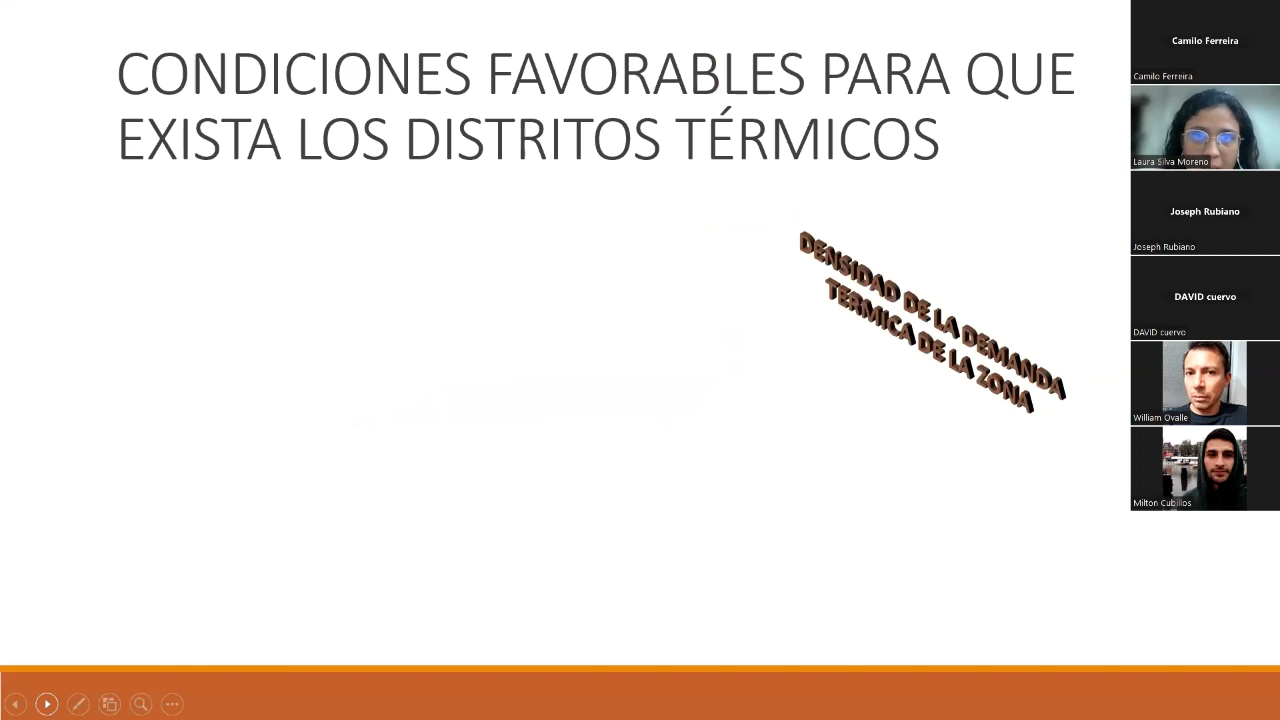 CONDICIONES FAVORABLES PARA QUE
EXISTA LOS DISTRITOS TÉRMICOS
DENSIDAD DE LA DEMANDA
TERMICA DE LA ZONA
Camilo Ferreira
Camilo Ferreira
Laura Silva Moreno
Joseph Rubiano
Joseph Rubiano
DAVID cuervo
DAVID cuervo
William Ovalle
Milton Cubillos